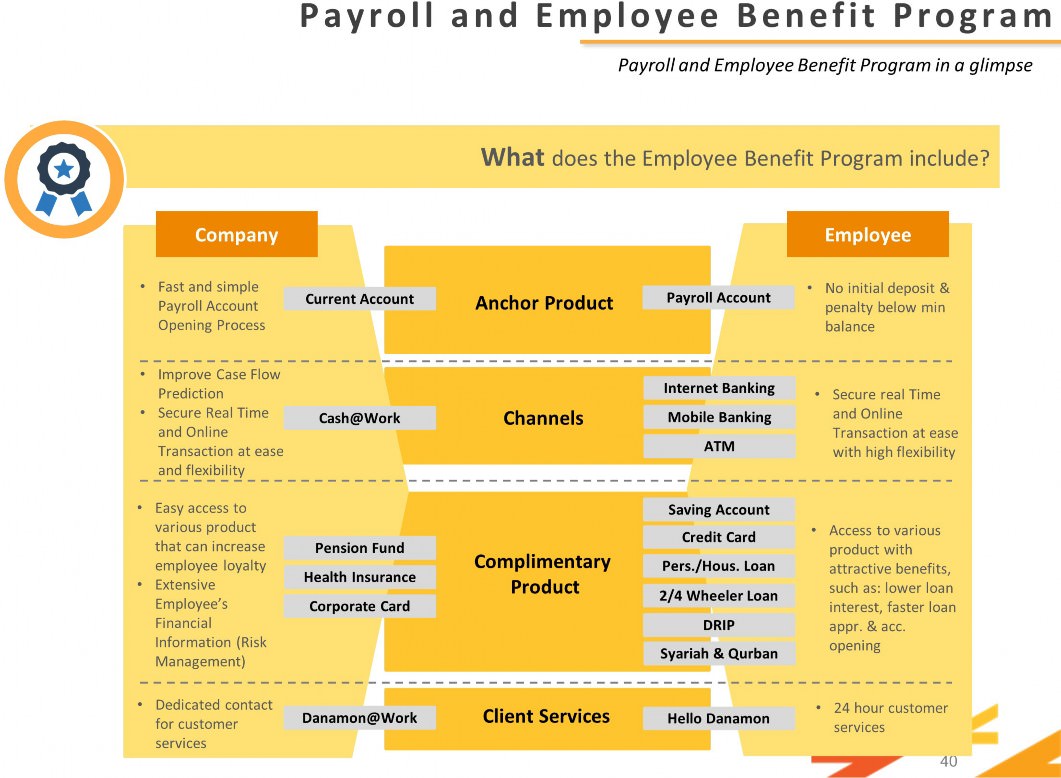 Payroll and Employee Benefit Program
Payroll and Employee Benefit Program in a glimpse
What does the Employee Benefit Program include?
Company
Employee
• Fast and simple
Payroll Account
Opening Process
Current Account
Anchor Product
Payroll Account
• No initial deposit &
penalty below min
balance
• Improve Case Flow
Prediction
• Secure Real Time
and Online
Transaction at ease
and flexibility
Cash@Work
Channels
Internet Banking
Mobile Banking
ATM
• Secure real Time
and Online
Transaction at ease
with high flexibility
• Easy access to
various product
that can increase
employee loyalty
• Extensive
Employee's
Financial
Information (Risk
Management)
Pension Fund
Health Insurance
Corporate Card
Complimentary
Product
Saving Account
Credit Card
Pers./Hous. Loan
2/4 Wheeler Loan
DRIP
Syariah & Qurban
• Access to various
product with
attractive benefits,
such as: lower loan
interest, faster loan
appr. & acc.
opening
• Dedicated contact
for customer
services
Danamon@Work
Client Services
Hello Danamon
• 24 hour customer
services
40